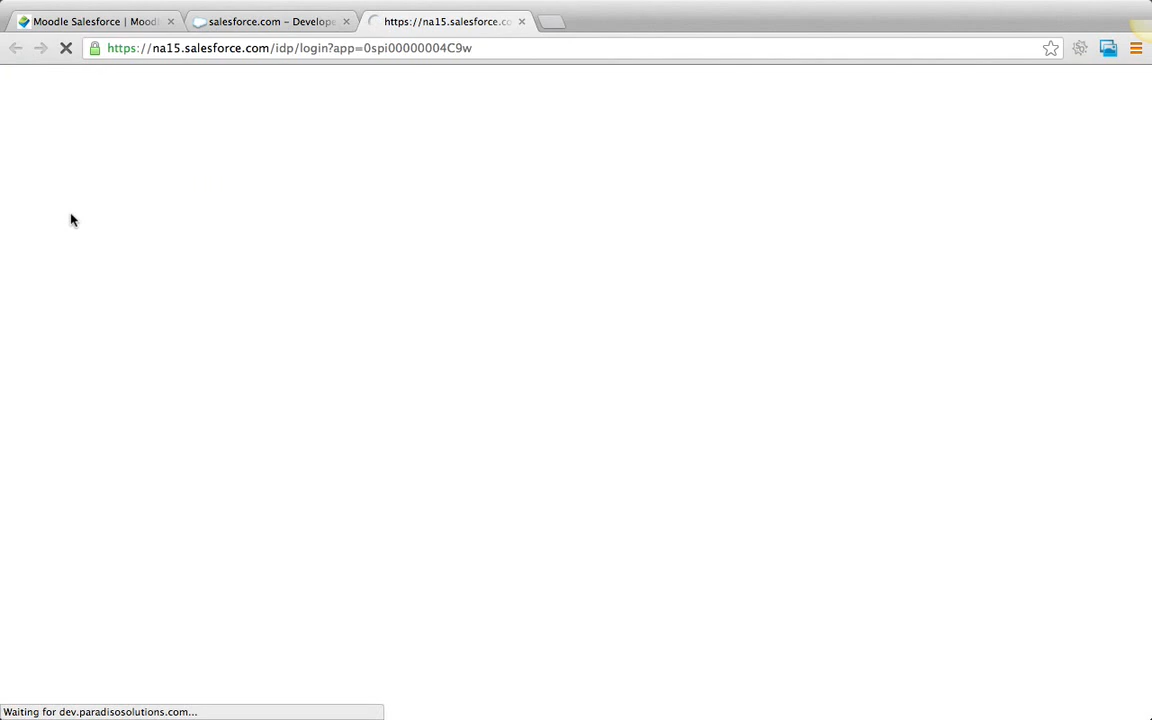 Moodle Salesforce | Mood
salesforce.com – Develope
https://na15.salesforce.co
https://na15.salesforce.com/idp/login?app=0spi00000004C9w
Waiting for dev.paradisosolutions.com...